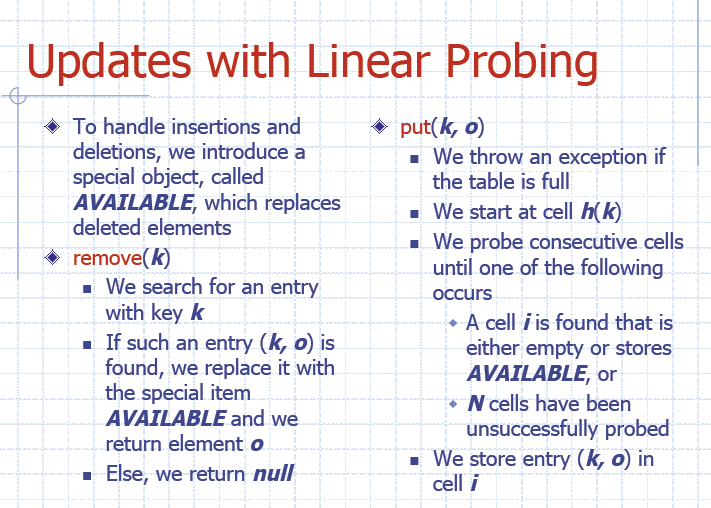 Updates with Linear Probing
To handle insertions and
deletions, we introduce a
special object, called
AVAILABLE, which replaces
deleted elements
remove(k)
We search for an entry
with key k
If such an entry (k, o) is
found, we replace it with
the special item
AVAILABLE and we
return element o
Else, we return null
put(k, o)
We throw an exception if
the table is full
We start at cell h(k)
We probe consecutive cells
until one of the following
occurs
A cell i is found that is
either empty or stores
AVAILABLE, or
N cells have been
unsuccessfully probed
We store entry (k, o) in
cell i